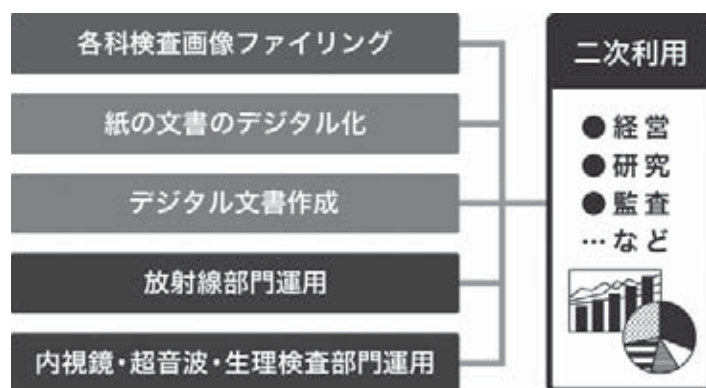 各科検査画像ファイリング
紙の文書のデジタル化
デジタル文書作成
放射線部門運用
内視鏡・超音波・生理検査部門運用
二次利用
●経営
●研究
●監査
…など